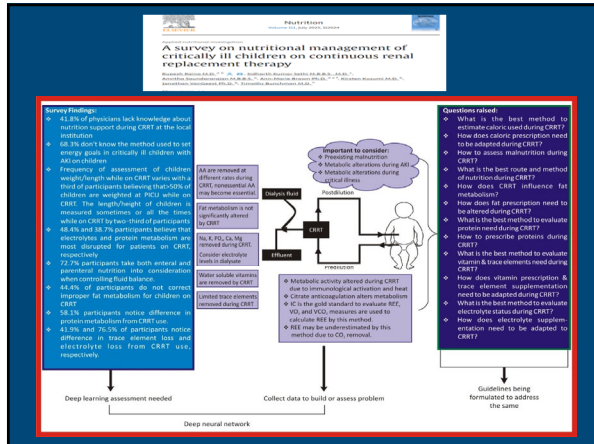 ELSEVIER
Nutrition
Applied nutritional investigation
A survey on nutritional management of
critically ill children on continuous renal
replacement therapy
Survey Findings:
❖ 41.8% of physicians lack knowledge about
nutrition support during CRRT at the local
institution
❖ 68.3% don't know the method used to set
energy goals in critically ill children with
AKI on children
❖ Frequency of assessment of children
weight/length while on CRRT varies with a
third of participants believing that>50% of
children are weighted at PICU while on
CRRT. The length/height of children is
measured sometimes or all the times
while on CRRT by two-third of participants
❖ 48.4% and 38.7% participants believe that
electrolytes and protein metabolism are
most disrupted for patients on CRRT,
respectively
❖ 72.7% participants take both enteral and
parenteral nutrition into consideration
when controlling fluid balance.
❖ 44.4% of participants do not correct
improper fat metabolism for children on
CRRT
❖ 58.1% participants notice difference in
protein metabolism from CRRT use.
❖ 41.9% and 76.5% of participants notice
difference in trace element loss and
electrolyte loss from CRRT use,
respectively.
AA are removed at
different rates during
CRRT, nonessential AA
may become essential.
Fat metabolism is not
significantly altered
by CRRT
Na, K, PO₄, Ca, Mg
removed during CRRT.
Consider electrolyte
levels in dialysate
Water soluble vitamins
are removed by CRRT
Limited trace elements
removed during CRRT
Important to consider:
❖ Preexisting malnutrition
❖ Metabolic alterations during AKI
❖ Metabolic alterations during
critical illness
Dialysis fluid
Postdilution
CRRT
Effluent
Predilution
❖ Metabolic activity altered during CRRT
due to immunological activation and heat
❖ Citrate anticoagulation alters metabolism
❖ IC is the gold standard to evaluate REE,
VO₂ and VCO₂ measures are used to
calculate REE by this method.
❖ REE may be underestimated by this
method due to CO₂ removal.
Questions raised:
❖ What is the best method to
estimate caloric used during CRRT?
❖ How does caloric prescription need
to be adapted during CRRT?
❖ How to assess malnutrition during
CRRT?
❖ What is the best route and method
of nutrition during CRRT?
❖ How does CRRT influence fat
metabolism?
❖ How does fat prescription need to
be altered during CRRT?
❖ What is the best method to evaluate
protein need during CRRT?
❖ How to prescribe proteins during
CRRT?
❖ What is the best method to evaluate
vitamin & trace elements need during
CRRT?
❖ How does vitamin prescription &
trace element supplementation
need to be adapted during CRRT?
❖ What is the best method to evaluate
electrolyte status during CRRT?
❖ How does electrolyte supplem-
entation need to be adapted to
CRRT?
Deep learning assessment needed
Collect data to build or assess problem
Guidelines being
formulated to address
the same
Deep neural network